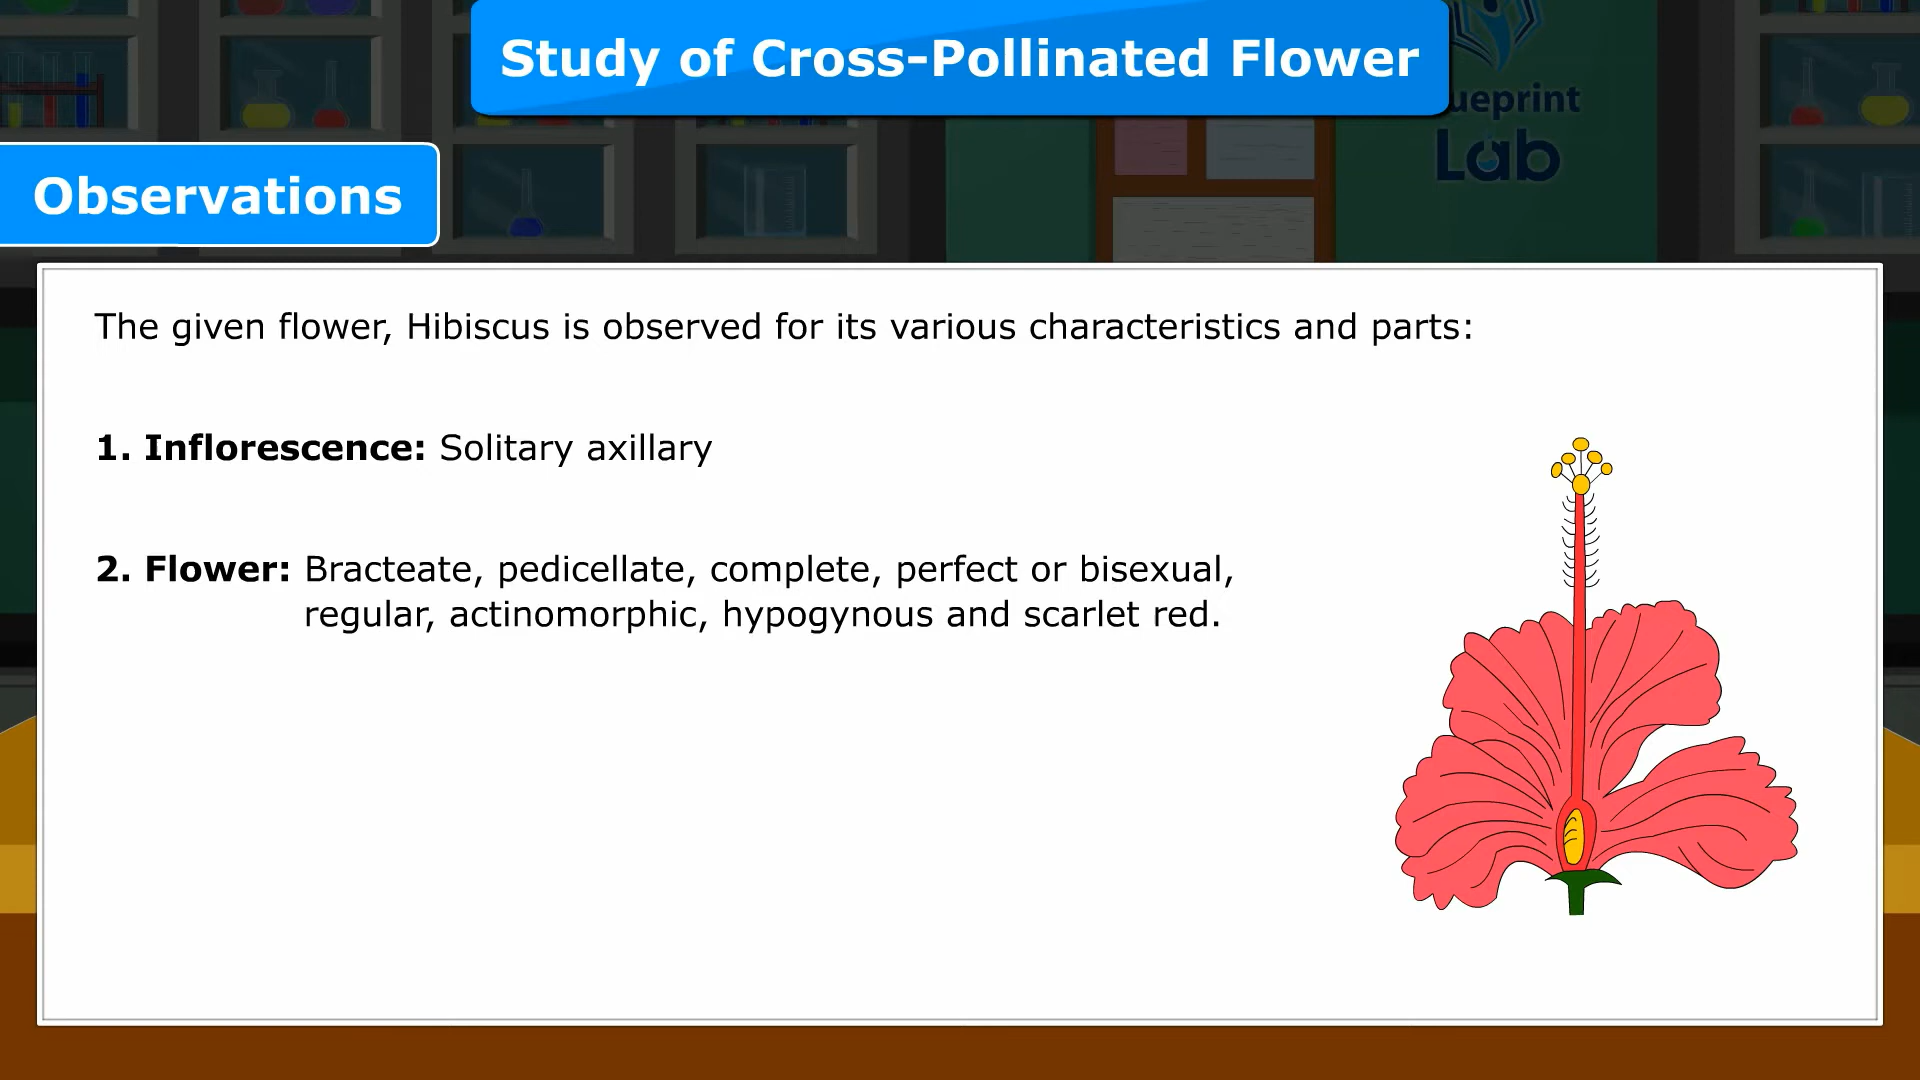 Study of Cross-Pollinated Flower
ueprint
Lab
Observations
The given flower, Hibiscus is observed for its various characteristics and parts:
1. Inflorescence: Solitary axillary
2. Flower: Bracteate, pedicellate, complete, perfect or bisexual,
regular, actinomorphic, hypogynous and scarlet red.